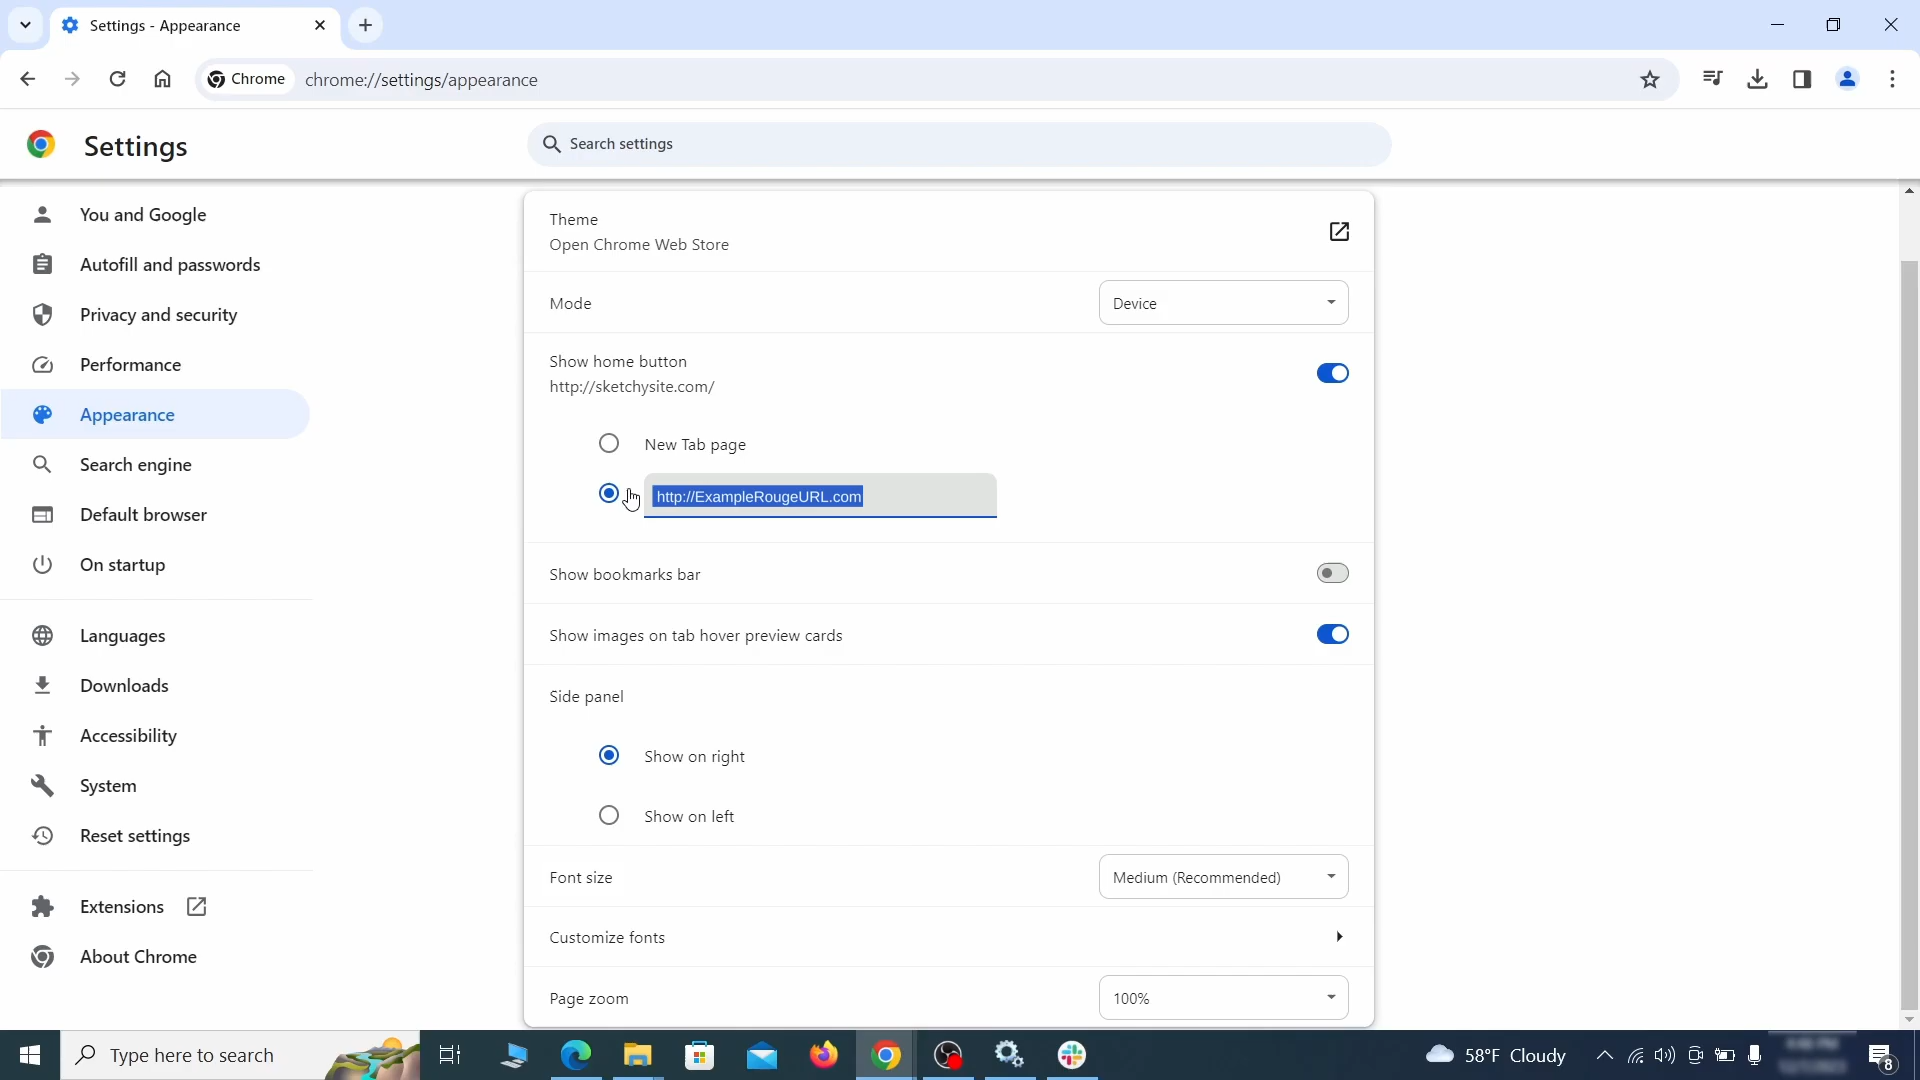 Settings - Appearance
Chrome
chrome://settings/appearance
Settings
Search settings
You and Google
Autofill and passwords
Privacy and security
Performance
Appearance
Search engine
Default browser
On startup
Languages
Downloads
Accessibility
System
Reset settings
Extensions
About Chrome
Theme
Open Chrome Web Store
Mode
Device
Show home button
http://sketchysite.com/
New Tab page
http://ExampleRougeURL.com
Show bookmarks bar
Show images on tab hover preview cards
Side panel
Show on right
Show on left
Font size
Medium (Recommended)
Customize fonts
Page zoom
100%
Type here to search
58°F Cloudy
8